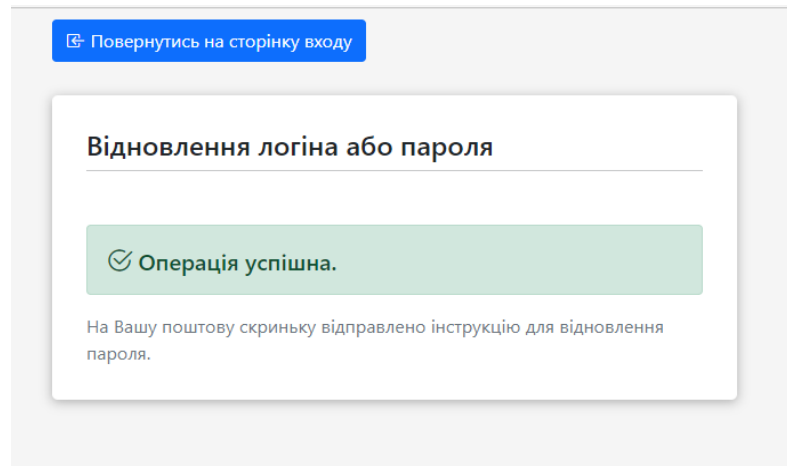 Повернутись на сторінку входу
Відновлення логіна або пароля
Операція успішна.
На Вашу поштову скриньку відправлено інструкцію для відновлення
пароля.